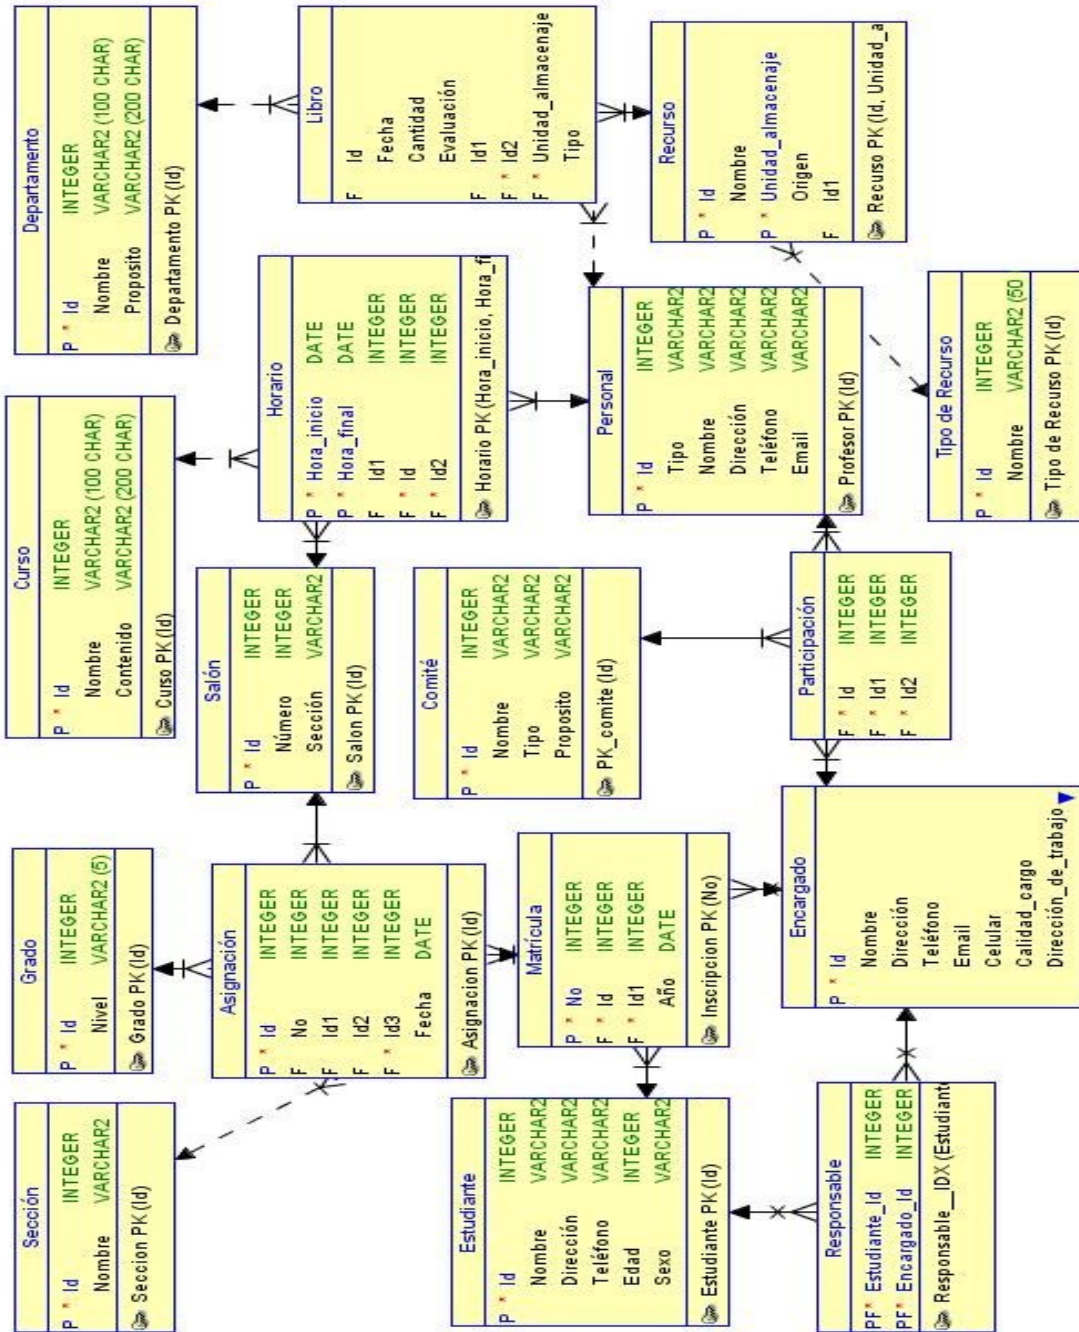 Sección
P * Id INTEGER
Nombre VARCHAR2
Seccion PK (Id)
Grado
P * Id INTEGER
Nivel VARCHAR2 (5)
Grado PK (Id)
Curso
P * Id INTEGER
Nombre VARCHAR2 (100 CHAR)
Contenido VARCHAR2 (200 CHAR)
Curso PK (Id)
Departamento
P * Id INTEGER
Nombre VARCHAR2 (100 CHAR)
Proposito VARCHAR2 (200 CHAR)
Departamento PK (Id)
Asignación
P * Id INTEGER
F No INTEGER
F Id1 INTEGER
F Id2 INTEGER
F * Id3 INTEGER
Fecha DATE
Asignacion PK (Id)
Salón
P * Id INTEGER
Número INTEGER
Sección VARCHAR2
Salon PK (Id)
Horario
P * Hora_inicio DATE
P * Hora_final DATE
F Id1 INTEGER
F * Id INTEGER
F * Id2 INTEGER
Horario PK (Hora_inicio, Hora_fi
Libro
F Id
Fecha
Cantidad
Evaluación
F Id1
F * Id2
F * Unidad_almacenaje
Tipo
Estudiante
P * Id INTEGER
Nombre VARCHAR2
Dirección VARCHAR2
Teléfono VARCHAR2
Edad INTEGER
Sexo VARCHAR2
Estudiante PK (Id)
Matrícula
P * No INTEGER
F * Id INTEGER
F * Id1 INTEGER
Año DATE
Inscripcion PK (No)
Comité
P * Id INTEGER
Nombre VARCHAR2
Tipo VARCHAR2
Proposito VARCHAR2
PK_comite (Id)
Personal
P * Id INTEGER
Tipo VARCHAR2
Nombre VARCHAR2
Dirección VARCHAR2
Teléfono VARCHAR2
Email VARCHAR2
Profesor PK (Id)
Recurso
P * Id
Nombre
P * Unidad_almacenaje
Origen
F Id1
Recurso PK (Id, Unidad_a
Responsable
PF* Estudiante_Id INTEGER
PF* Encargado_Id INTEGER
Responsable__IDX (Estudiante
Encargado
P * Id
Nombre
Dirección
Teléfono
Email
Celular
Calidad_cargo
Dirección_de_trabajo
Participación
F * Id INTEGER
F * Id1 INTEGER
F * Id2 INTEGER
Tipo de Recurso
P * Id INTEGER
Nombre VARCHAR2 (50
Tipo de Recurso PK (Id)